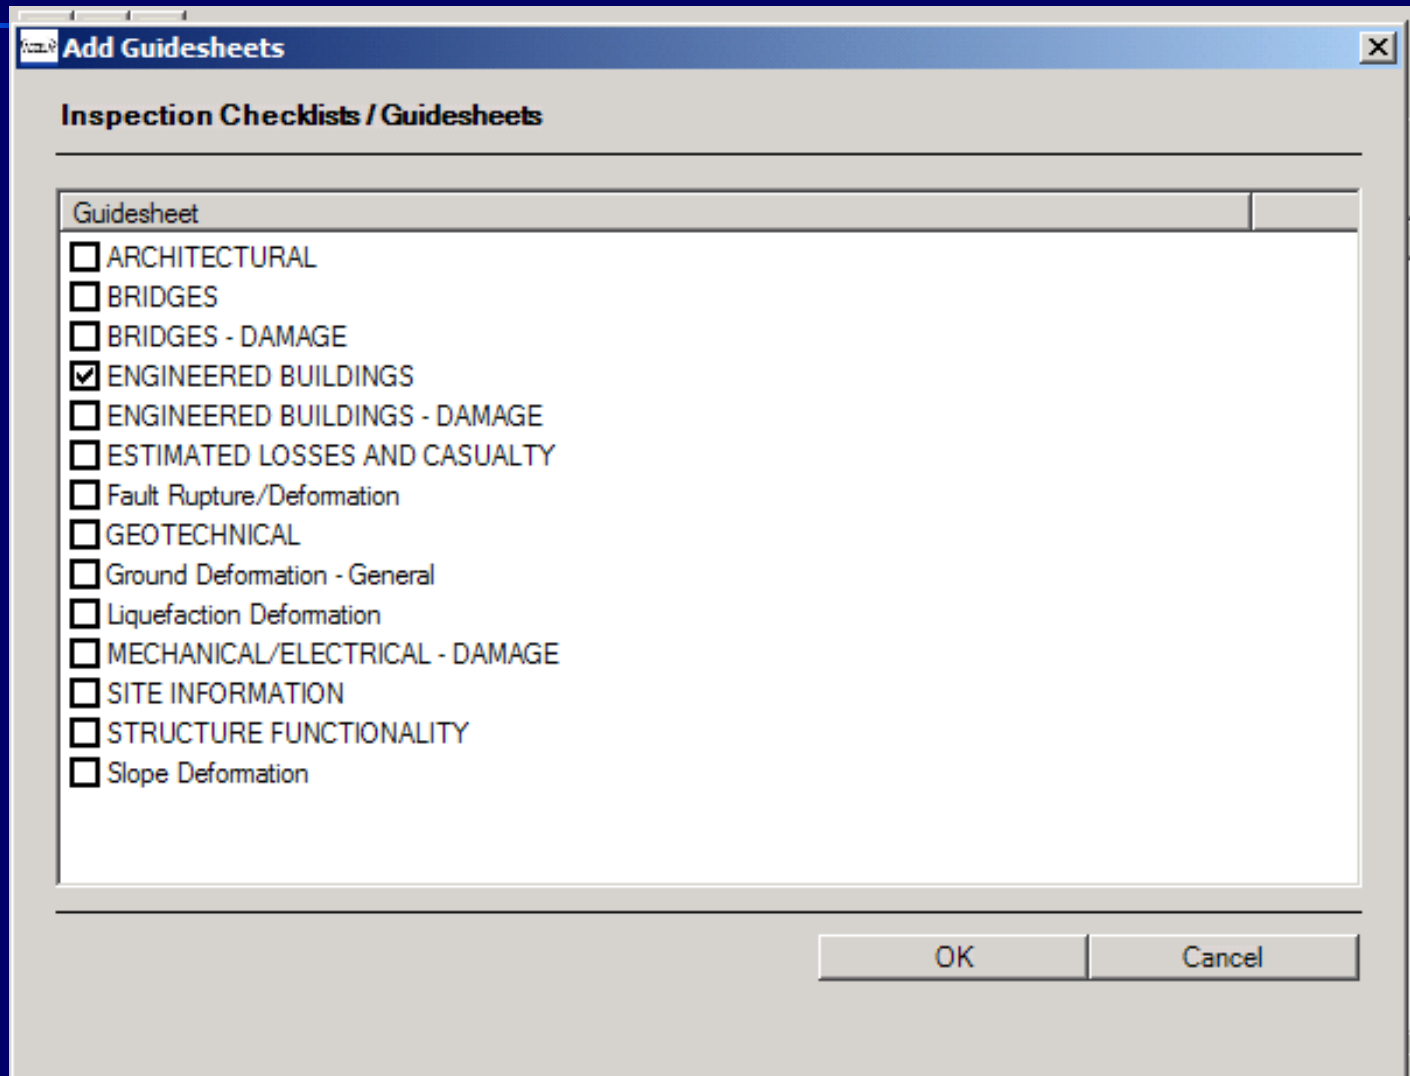 Add Guidesheets
Inspection Checklists / Guidesheets
Guidesheet
ARCHITECTURAL
BRIDGES
BRIDGES - DAMAGE
ENGINEERED BUILDINGS
ENGINEERED BUILDINGS - DAMAGE
ESTIMATED LOSSES AND CASUALTY
Fault Rupture/Deformation
GEOTECHNICAL
Ground Deformation - General
Liquefaction Deformation
MECHANICAL/ELECTRICAL - DAMAGE
SITE INFORMATION
STRUCTURE FUNCTIONALITY
Slope Deformation
OK Cancel